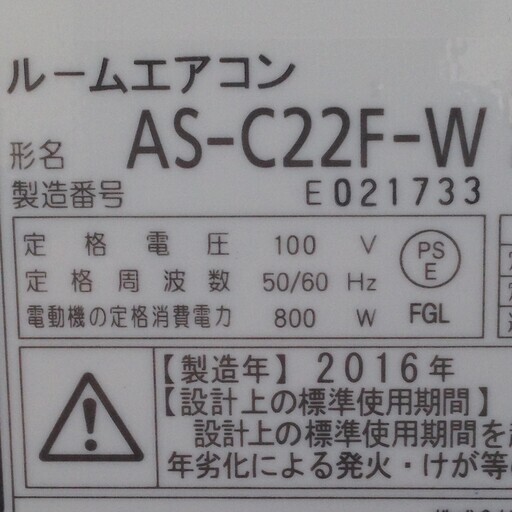 ルームエアコン
形名 AS-C22F-W
製造番号 E021733
定格電圧 100 V
定格周波数 50/60 Hz
電動機の定格消費電力 800 W
PS
E
FGL
【製造年】2016年
【設計上の標準使用期間】
設計上の標準使用期間を
年劣化による発火・けが等